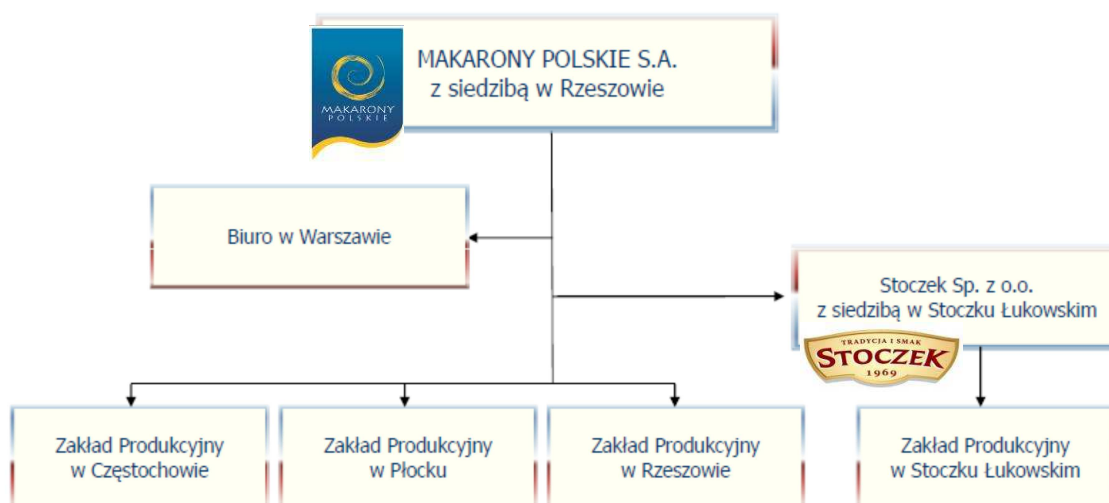 MAKARONY POLSKIE S.A.
z siedzibą w Rzeszowie
MAKARONY
POLSKIE
Biuro w Warszawie
Stoczek Sp. z o.o.
z siedzibą w Stoczku Łukowskim
TRADYCJA I SMAK
STOCZEK
1969
Zakład Produkcyjny
w Częstochowie
Zakład Produkcyjny
w Płocku
Zakład Produkcyjny
w Rzeszowie
Zakład Produkcyjny
w Stoczku Łukowskim